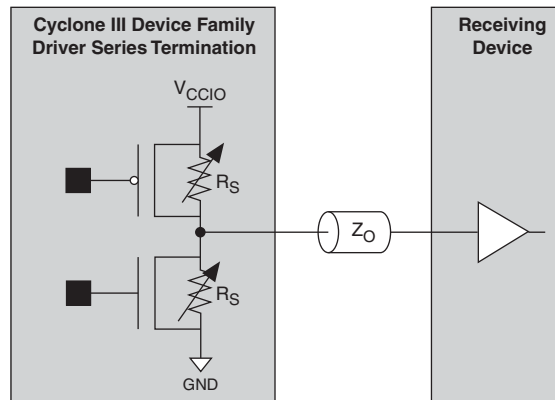 Cyclone III Device Family
Driver Series Termination
Receiving
Device
VCCIO
RS
ZO
RS
GND